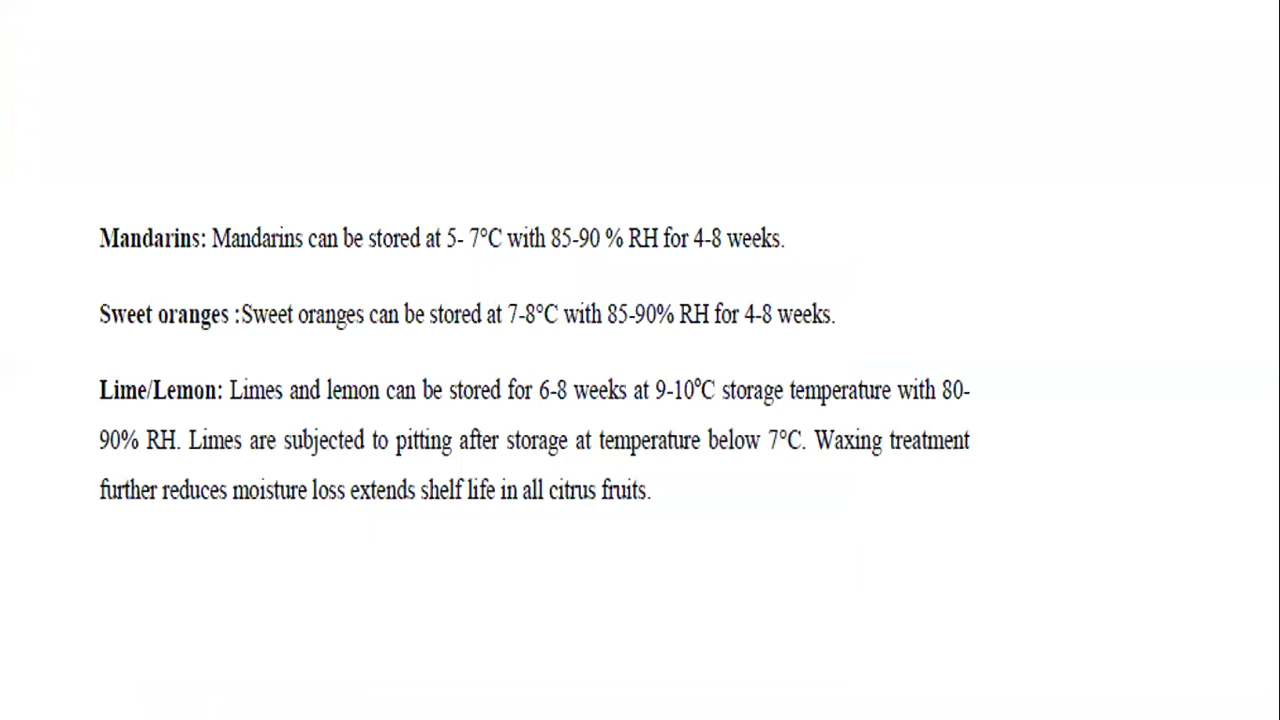 Mandarins: Mandarins can be stored at 5- 7°C with 85-90 % RH for 4-8 weeks.
Sweet oranges :Sweet oranges can be stored at 7-8°C with 85-90% RH for 4-8 weeks.
Lime/Lemon: Limes and lemon can be stored for 6-8 weeks at 9-10°C storage temperature with 80-
90% RH. Limes are subjected to pitting after storage at temperature below 7°C. Waxing treatment
further reduces moisture loss extends shelf life in all citrus fruits.